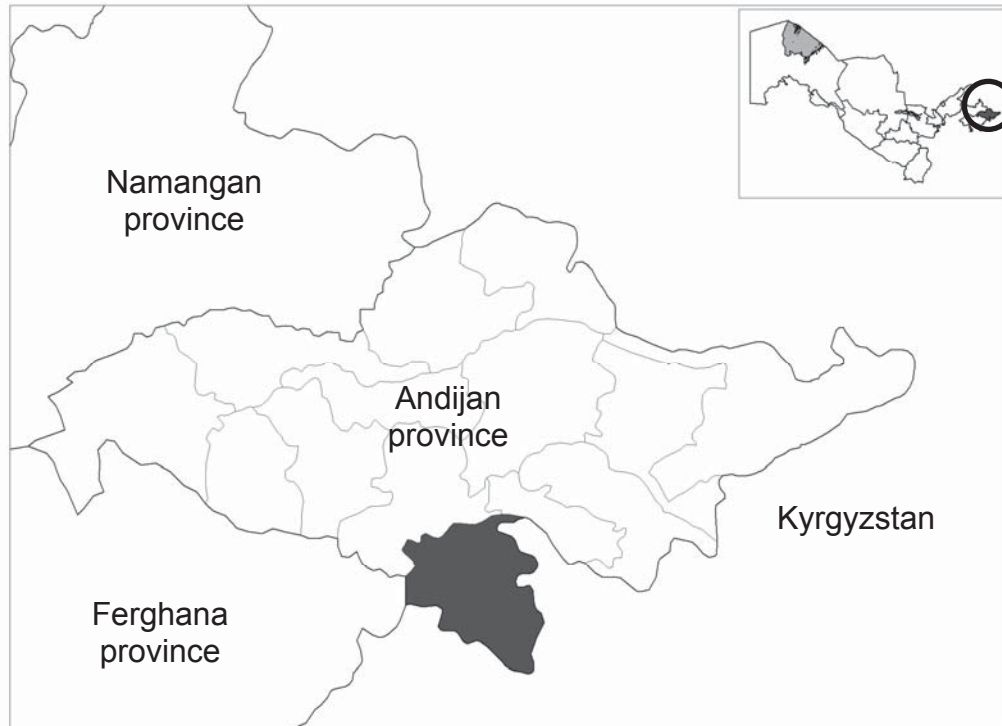 Namangan
province
Andijan
province
Kyrgyzstan
Ferghana
province